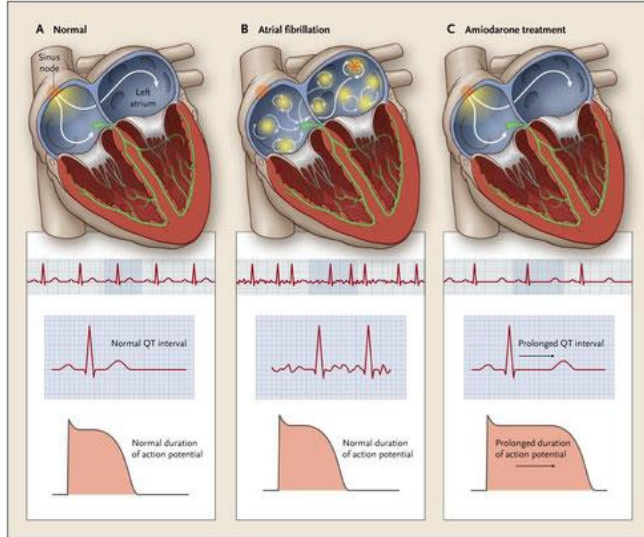 A Normal
Sinus
node
Left
atrium
Normal QT interval
Normal duration
of action potential
B Atrial fibrillation
Normal duration
of action potential
C Amiodarone treatment
Prolonged QT interval
Prolonged duration
of action potential